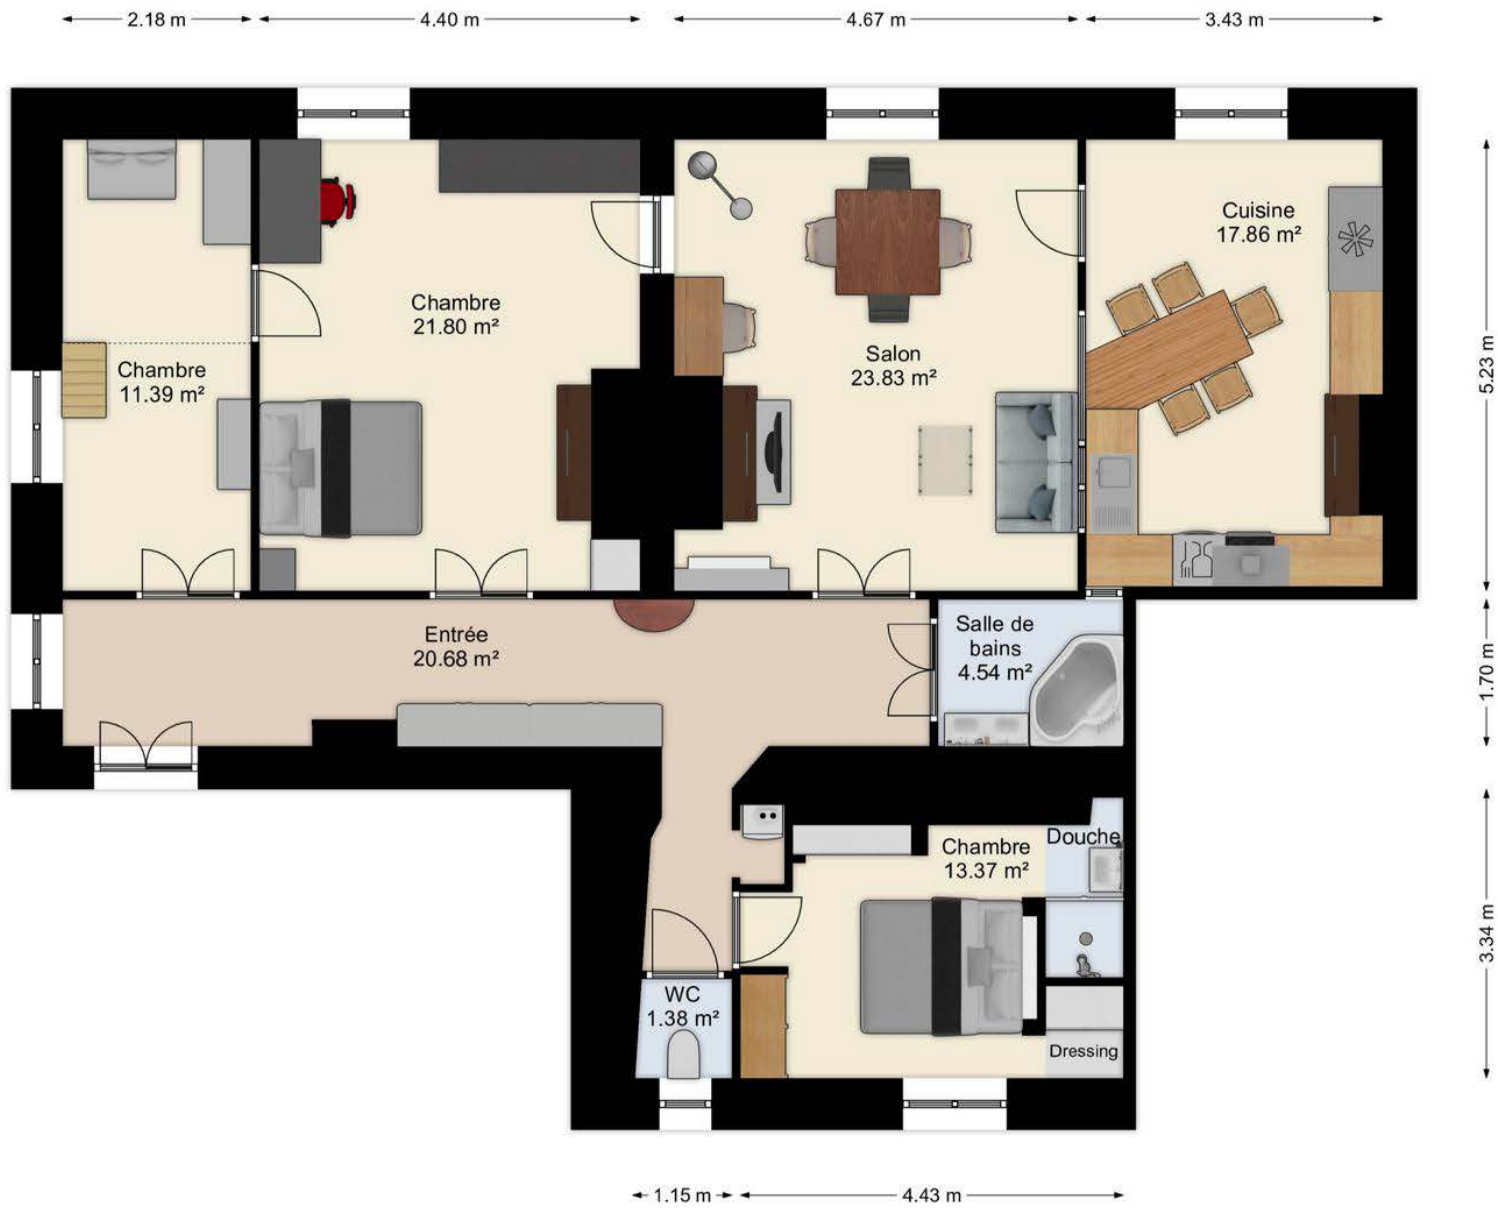 2.18 m
4.40 m
4.67 m
3.43 m
Cuisine
17.86 m²
Chambre
21.80 m²
Chambre
11.39 m²
Salon
23.83 m²
5.23 m
Entrée
20.68 m²
Salle de
bains
4.54 m²
1.70 m
Chambre
13.37 m²
Douche
3.34 m
WC
1.38 m²
Dressing
1.15 m
4.43 m